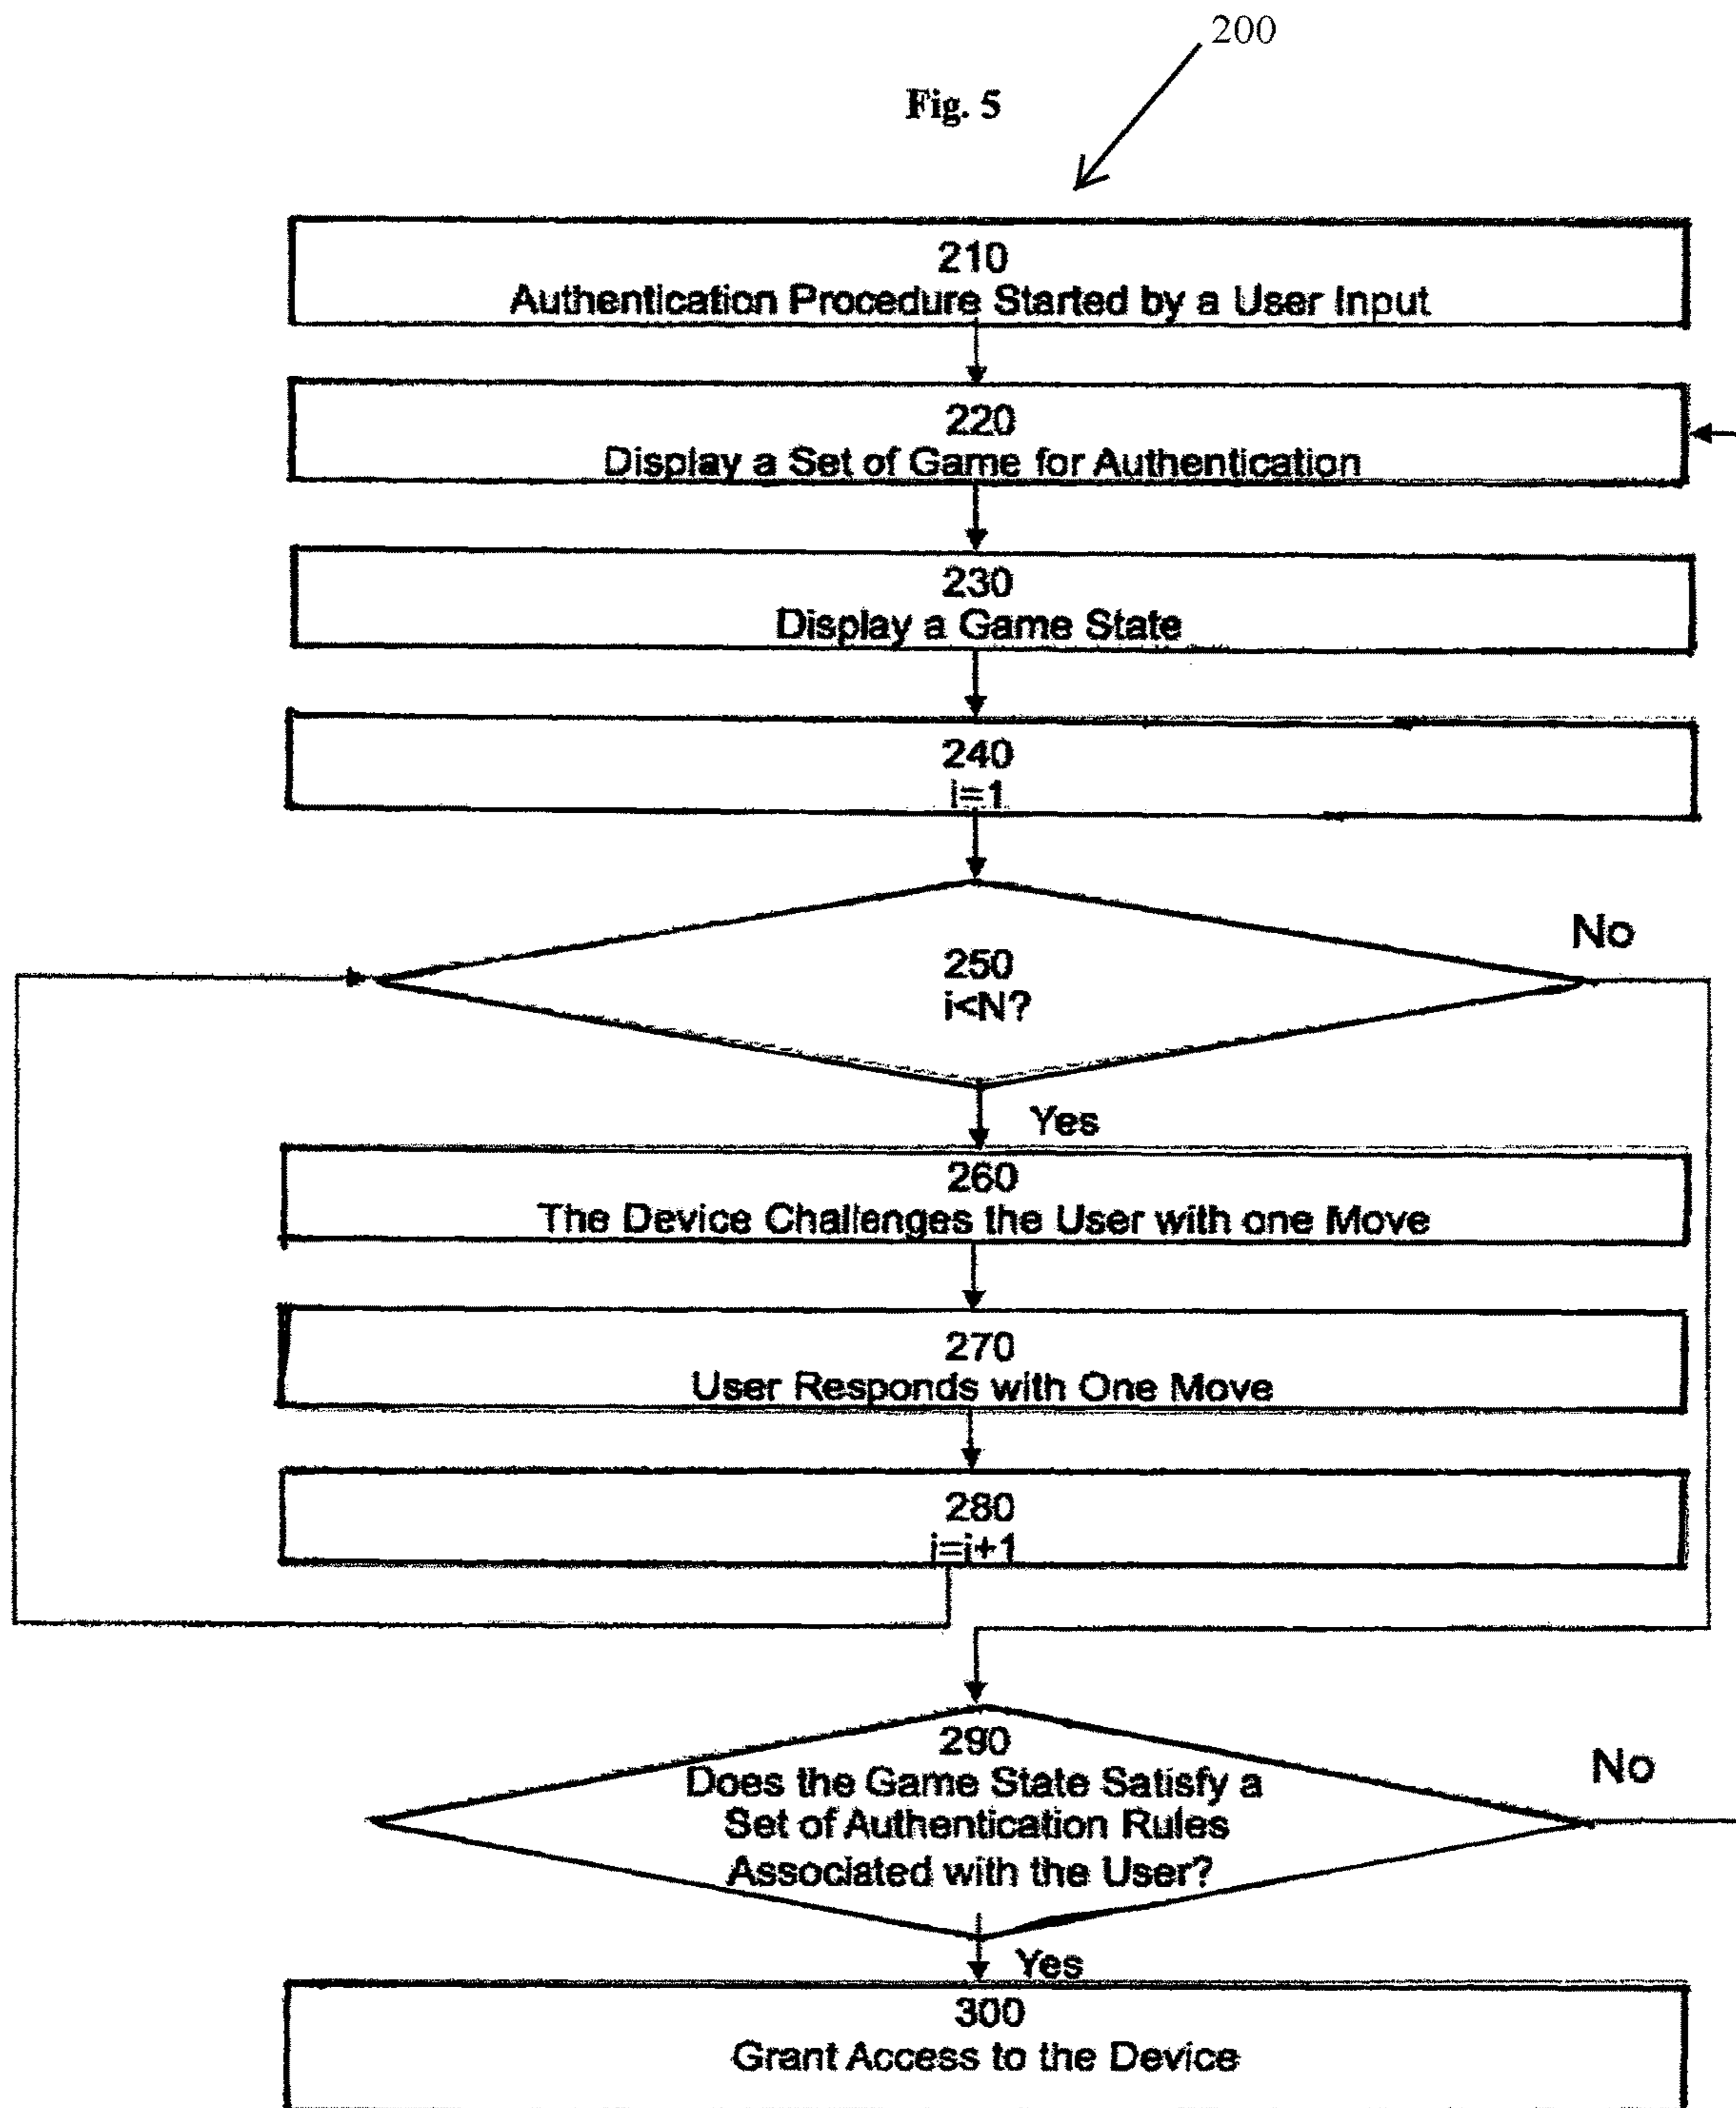 200
Fig. 5
210
Authentication Procedure Started by a User Input
220
Display a Set of Game for Authentication
230
Display a Game State
240
i=1
250
i<N?
No
Yes
260
The Device Challenges the User with one Move
270
User Responds with One Move
280
i=i+1
290
Does the Game State Satisfy a
Set of Authentication Rules
Associated with the User?
No
Yes
300
Grant Access to the Device